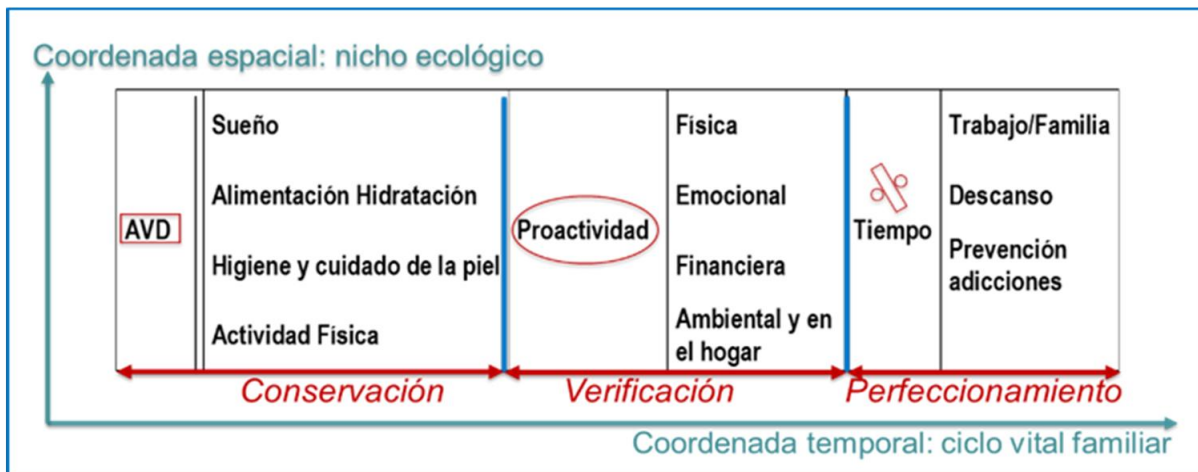 Coordenada espacial: nicho ecológico
AVD
Sueño
Alimentación Hidratación
Higiene y cuidado de la piel
Actividad Física
Proactividad
Física
Emocional
Financiera
Ambiental y en
el hogar
Tiempo
Trabajo/Familia
Descanso
Prevención
adicciones
Conservación
Verificación
Perfeccionamiento
Coordenada temporal: ciclo vital familiar